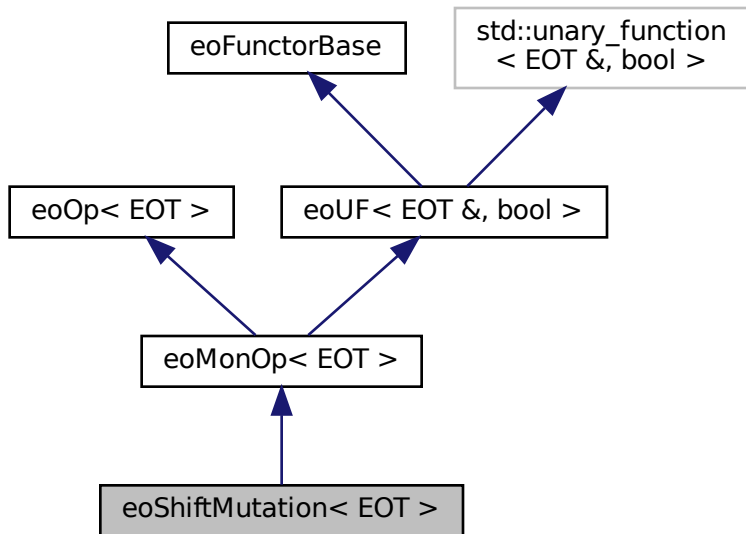 eoFunctorBase
std::unary_function
< EOT &, bool >
eoOp< EOT >
eoUF< EOT &, bool >
eoMonOp< EOT >
eoShiftMutation< EOT >